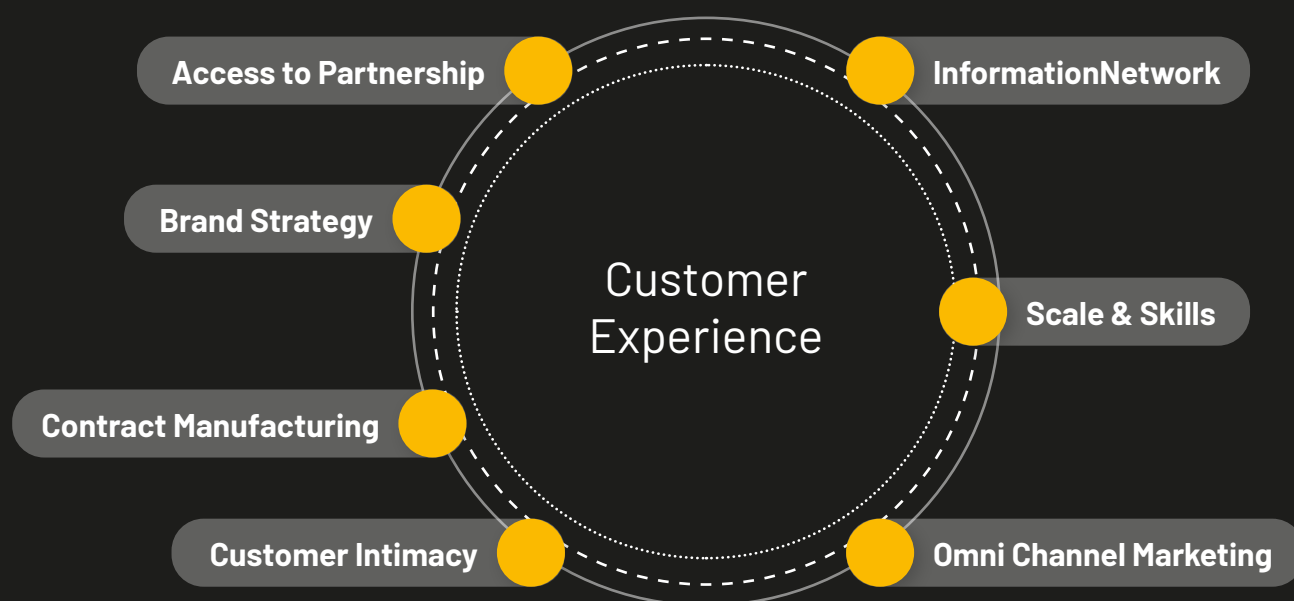 Access to Partnership
InformationNetwork
Brand Strategy
Customer
Experience
Scale & Skills
Contract Manufacturing
Customer Intimacy
Omni Channel Marketing